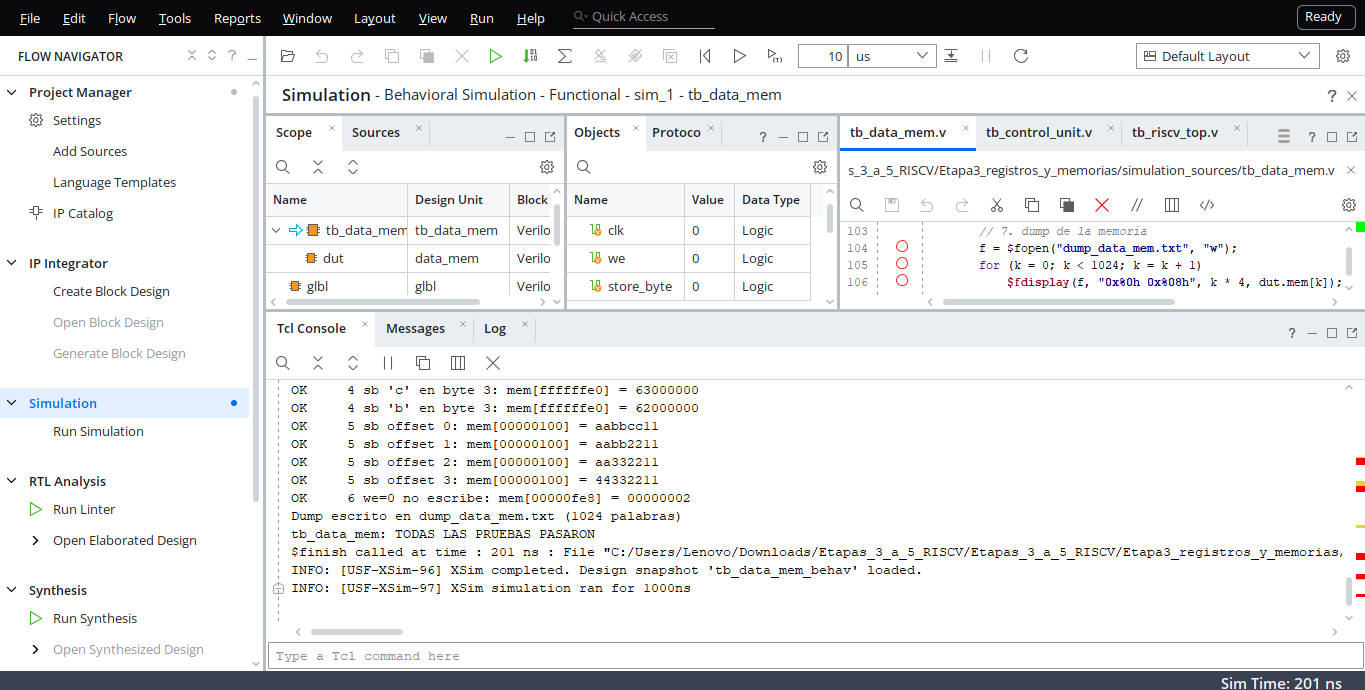 File Edit Flow Tools Reports Window Layout View Run Help Quick Access Ready
FLOW NAVIGATOR
10 us Default Layout
Project Manager
Settings
Add Sources
Language Templates
IP Catalog
IP Integrator
Create Block Design
Open Block Design
Generate Block Design
Simulation
Run Simulation
RTL Analysis
Run Linter
Open Elaborated Design
Synthesis
Run Synthesis
Open Synthesized Design
Simulation - Behavioral Simulation - Functional - sim_1 - tb_data_mem
Scope Sources
Name Design Unit Block
tb_data_mem tb_data_mem Verilo
dut data_mem Verilo
glbl glbl Verilo
Objects Protoco
Name Value Data Type
clk 0 Logic
we 0 Logic
store_byte 0 Logic
tb_data_mem.v tb_control_unit.v tb_riscv_top.v
s_3_a_5_RISCV/Etapa3_registros_y_memorias/simulation_sources/tb_data_mem.v
103 // 7. dump de la memoria
104 f = $fopen("dump_data_mem.txt", "w");
105 for (k = 0; k < 1024; k = k + 1)
106 $fdisplay(f, "0x%0h 0x%08h", k * 4, dut.mem[k]);
Tcl Console Messages Log
OK 4 sb 'c' en byte 3: mem[ffffffe0] = 63000000
OK 4 sb 'b' en byte 3: mem[ffffffe0] = 62000000
OK 5 sb offset 0: mem[00000100] = aabbcc11
OK 5 sb offset 1: mem[00000100] = aabb2211
OK 5 sb offset 2: mem[00000100] = aa332211
OK 5 sb offset 3: mem[00000100] = 44332211
OK 6 we=0 no escribe: mem[00000fe8] = 00000002
Dump escrito en dump_data_mem.txt (1024 palabras)
tb_data_mem: TODAS LAS PRUEBAS PASARON
$finish called at time : 201 ns : File "C:/Users/Lenovo/Downloads/Etapas_3_a_5_RISCV/Etapas_3_a_5_RISCV/Etapa3_registros_y_memorias/
INFO: [USF-XSim-96] XSim completed. Design snapshot 'tb_data_mem_behav' loaded.
INFO: [USF-XSim-97] XSim simulation ran for 1000ns
Type a Tcl command here
Sim Time: 201 ns